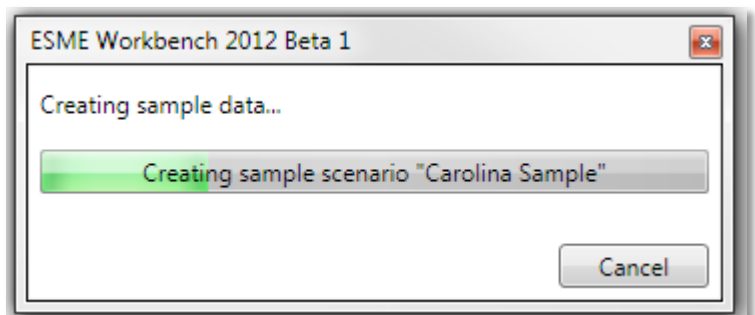 ESME Workbench 2012 Beta 1
Creating sample data...
Creating sample scenario "Carolina Sample"
Cancel